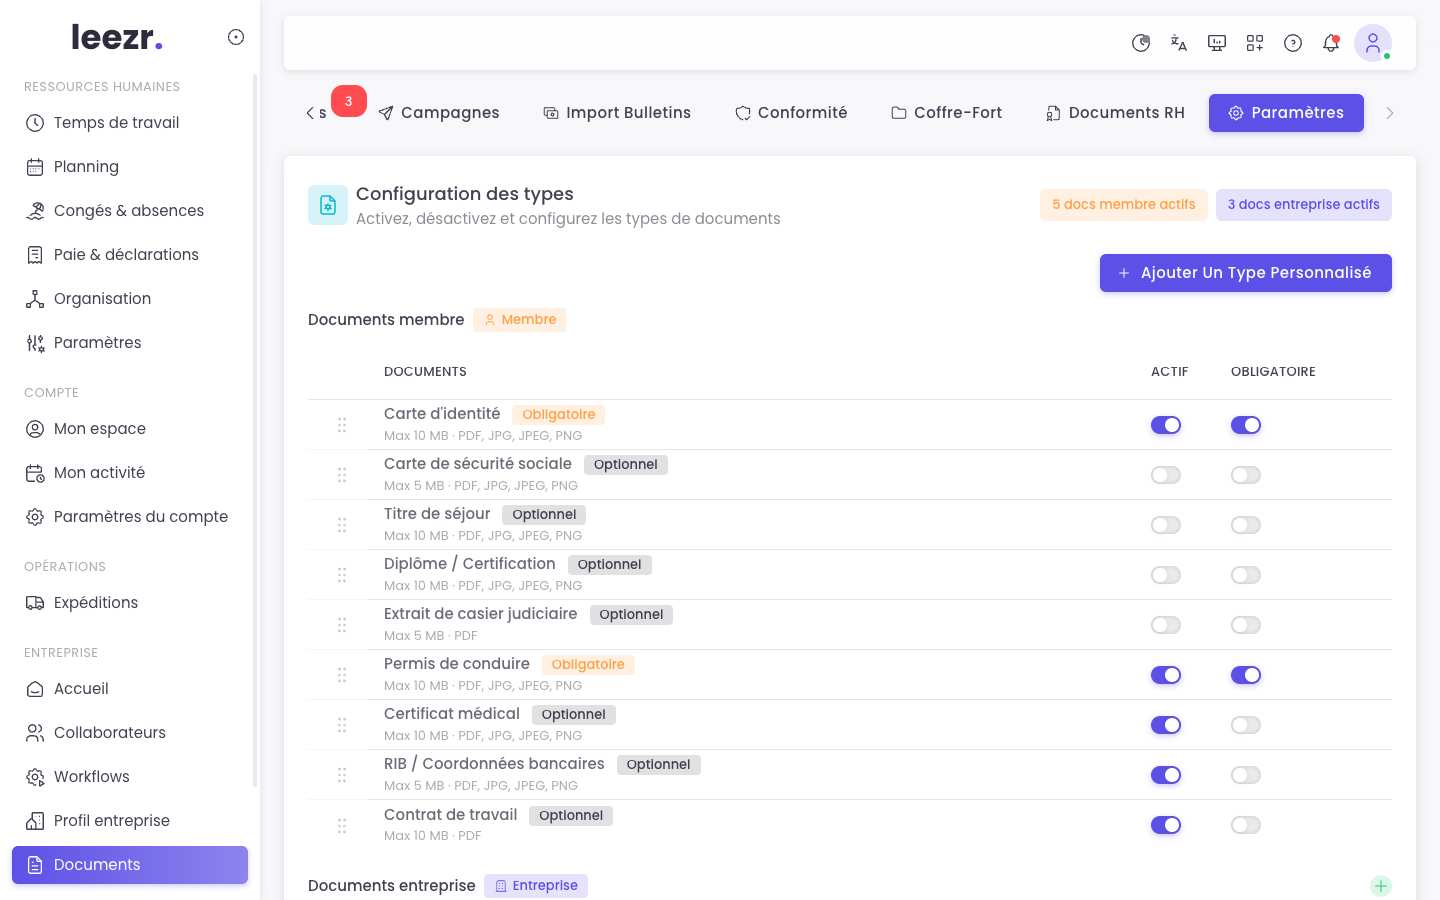 leezr.
RESSOURCES HUMAINES
Temps de travail
Planning
Congés & absences
Paie & déclarations
Organisation
Paramètres
COMPTE
Mon espace
Mon activité
Paramètres du compte
OPÉRATIONS
Expéditions
ENTREPRISE
Accueil
Collaborateurs
Workflows
Profil entreprise
Documents
s 3 Campagnes Import Bulletins Conformité Coffre-Fort Documents RH Paramètres
Configuration des types
Activez, désactivez et configurez les types de documents
5 docs membre actifs 3 docs entreprise actifs
Ajouter Un Type Personnalisé
Documents membre Membre
DOCUMENTS ACTIF OBLIGATOIRE
Carte d'identité Obligatoire
Max 10 MB · PDF, JPG, JPEG, PNG
Carte de sécurité sociale Optionnel
Max 5 MB · PDF, JPG, JPEG, PNG
Titre de séjour Optionnel
Max 10 MB · PDF, JPG, JPEG, PNG
Diplôme / Certification Optionnel
Max 10 MB · PDF, JPG, JPEG, PNG
Extrait de casier judiciaire Optionnel
Max 5 MB · PDF
Permis de conduire Obligatoire
Max 10 MB · PDF, JPG, JPEG, PNG
Certificat médical Optionnel
Max 10 MB · PDF, JPG, JPEG, PNG
RIB / Coordonnées bancaires Optionnel
Max 5 MB · PDF, JPG, JPEG, PNG
Contrat de travail Optionnel
Max 10 MB · PDF
Documents entreprise Entreprise